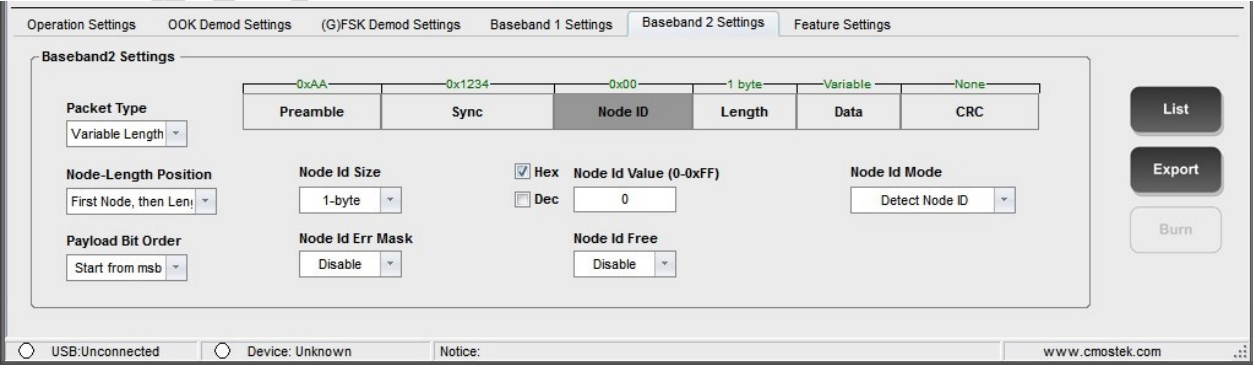 Operation Settings OOK Demod Settings (G)FSK Demod Settings Baseband 1 Settings Baseband 2 Settings Feature Settings
Baseband2 Settings
0xAA 0x1234 0x00 1 byte Variable None
Packet Type Preamble Sync Node ID Length Data CRC List
Variable Length
Node-Length Position Node Id Size Hex Node Id Value (0-0xFF) Node Id Mode Export
First Node, then Len 1-byte Dec 0 Detect Node ID
Payload Bit Order Node Id Err Mask Node Id Free Burn
Start from msb Disable Disable
USB:Unconnected Device: Unknown Notice: www.cmostek.com